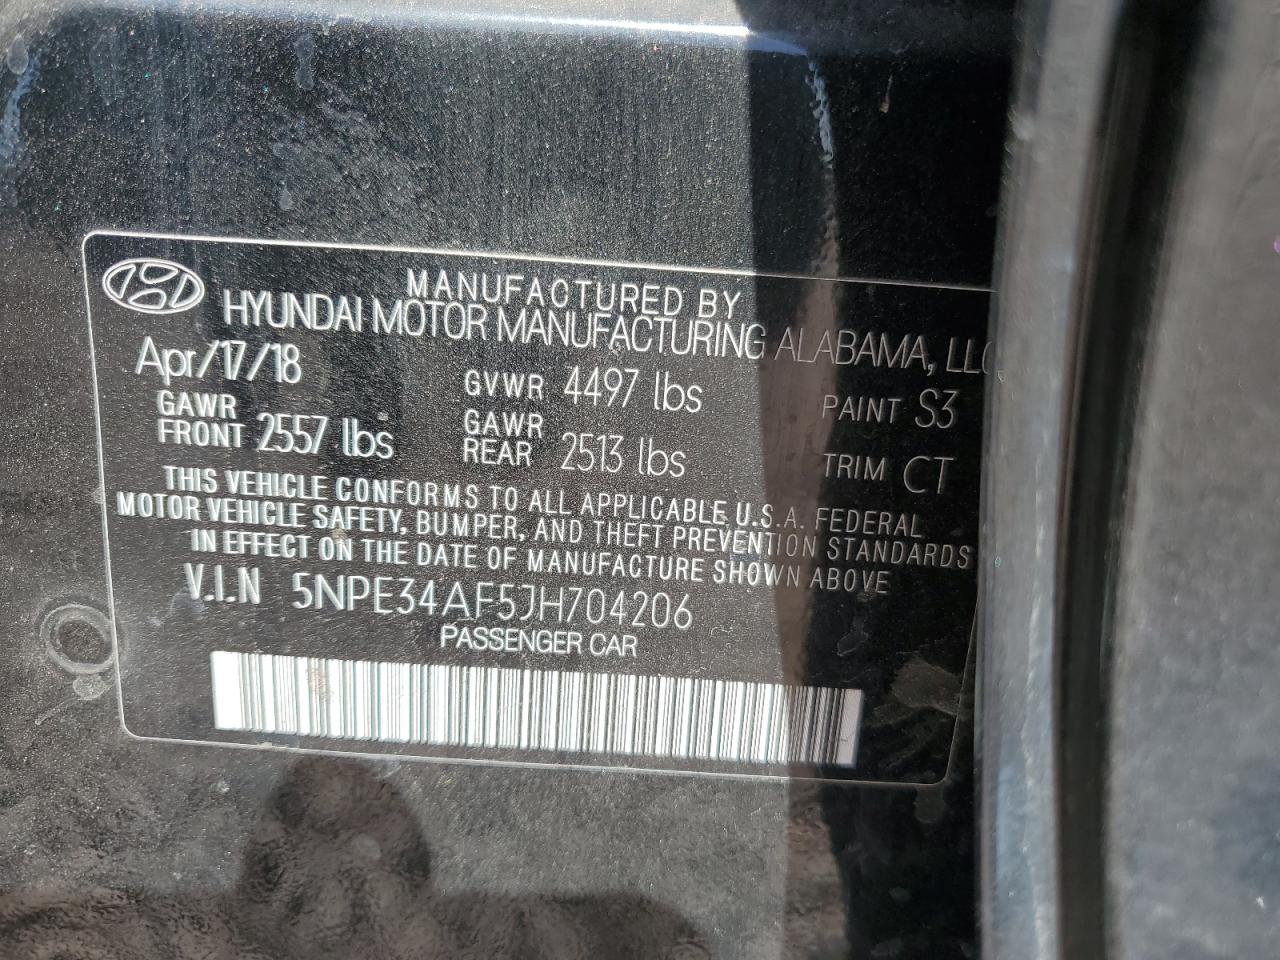 MANUFACTURED BY
HYUNDAI MOTOR MANUFACTURING ALABAMA, LLC
Apr/17/18 GVWR 4497 lbs PAINT S3
GAWR FRONT 2557 lbs GAWR REAR 2513 lbs TRIM CT
THIS VEHICLE CONFORMS TO ALL APPLICABLE U.S.A. FEDERAL
MOTOR VEHICLE SAFETY, BUMPER, AND THEFT PREVENTION STANDARDS
IN EFFECT ON THE DATE OF MANUFACTURE SHOWN ABOVE
V.I.N 5NPE34AF5JH704206
PASSENGER CAR